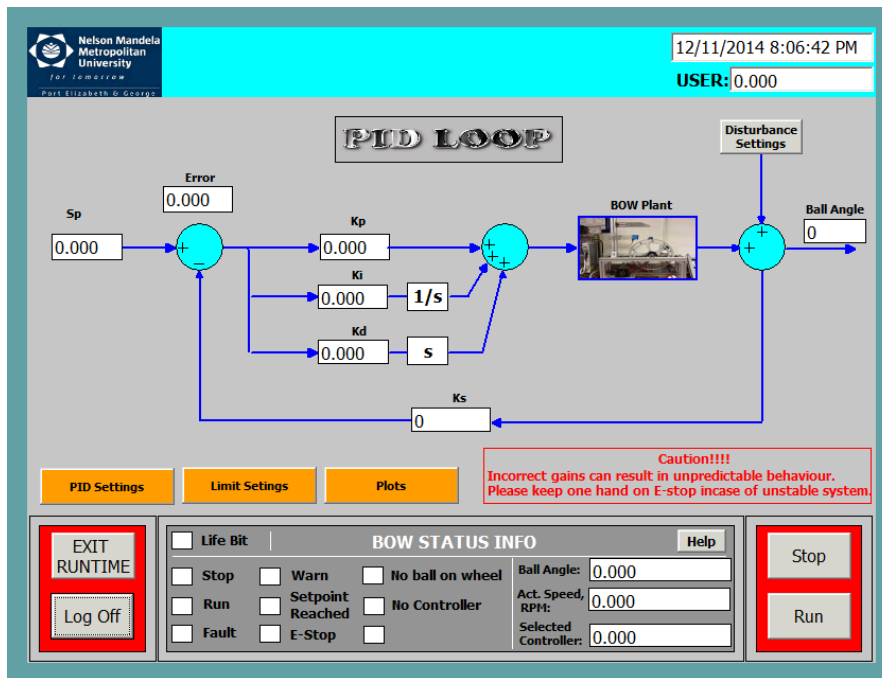 Nelson Mandela
Metropolitan
University
for tomorrow
Port Elizabeth & George
12/11/2014 8:06:42 PM
USER: 0.000
PID LOOP
Disturbance
Settings
Error
0.000
Sp
0.000
+
−
Kp
0.000
Ki
0.000
1/s
Kd
0.000
s
+
+
+
BOW Plant
+
+
Ball Angle
0
Ks
0
PID Settings
Limit Setings
Plots
Caution!!!!
Incorrect gains can result in unpredictable behaviour.
Please keep one hand on E-stop incase of unstable system.
EXIT
RUNTIME
Log Off
Life Bit
BOW STATUS INFO
Help
Stop
Warn
No ball on wheel
Run
Setpoint
Reached
No Controller
Fault
E-Stop
Ball Angle: 0.000
Act. Speed,
RPM: 0.000
Selected
Controller: 0.000
Stop
Run